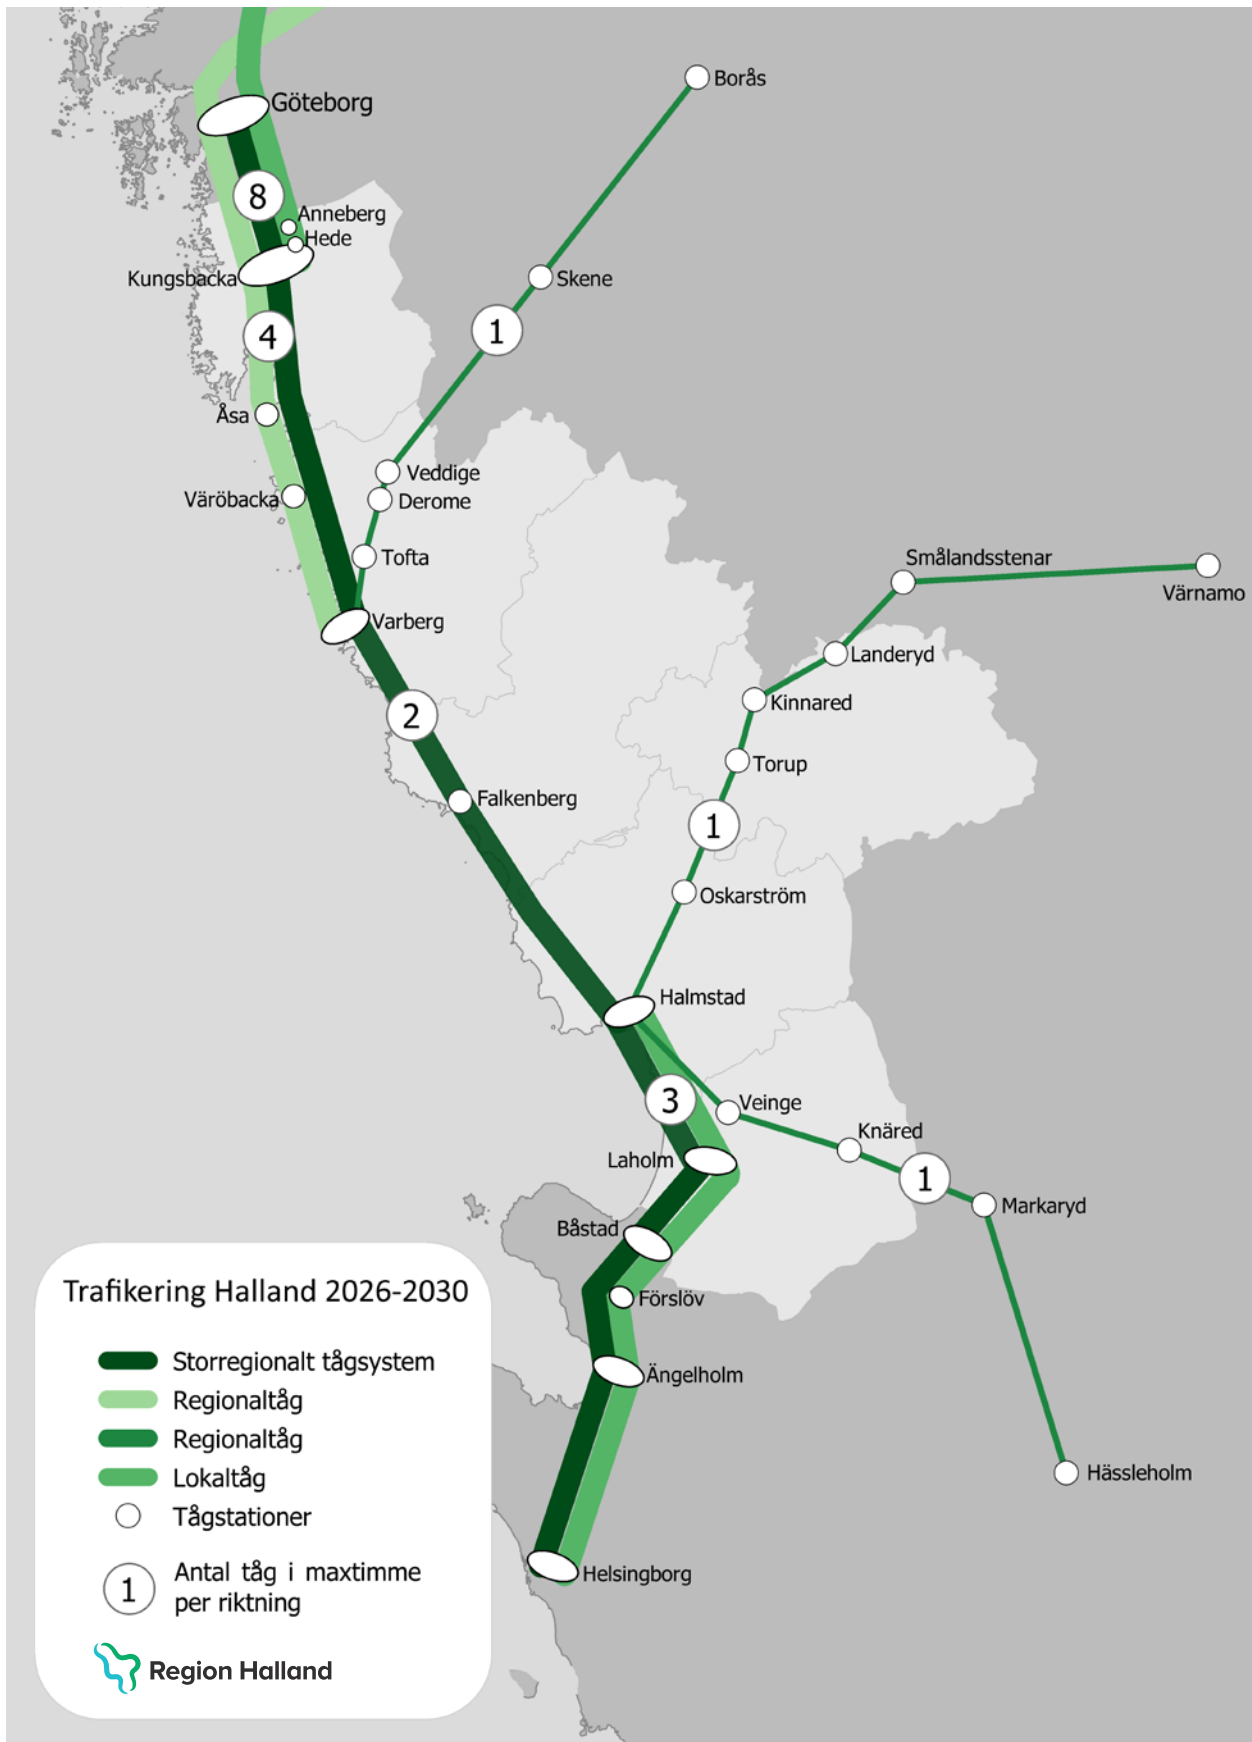 Borås
Göteborg
8
Anneberg
Hede
Kungsbacka
Skene
1
4
Åsa
Veddige
Väröbacka
Derome
Tofta
Smålandsstenar
Värnamo
Varberg
Landeryd
Kinnared
2
Torup
Falkenberg
1
Oskarström
Halmstad
3
Veinge
Knäred
Laholm
1
Markaryd
Båstad
Förslöv
Ängelholm
Hässleholm
Helsingborg
Trafikering Halland 2026-2030
Storregionalt tågsystem
Regionaltåg
Regionaltåg
Lokaltåg
Tågstationer
1
Antal tåg i maxtimme
per riktning
Region Halland